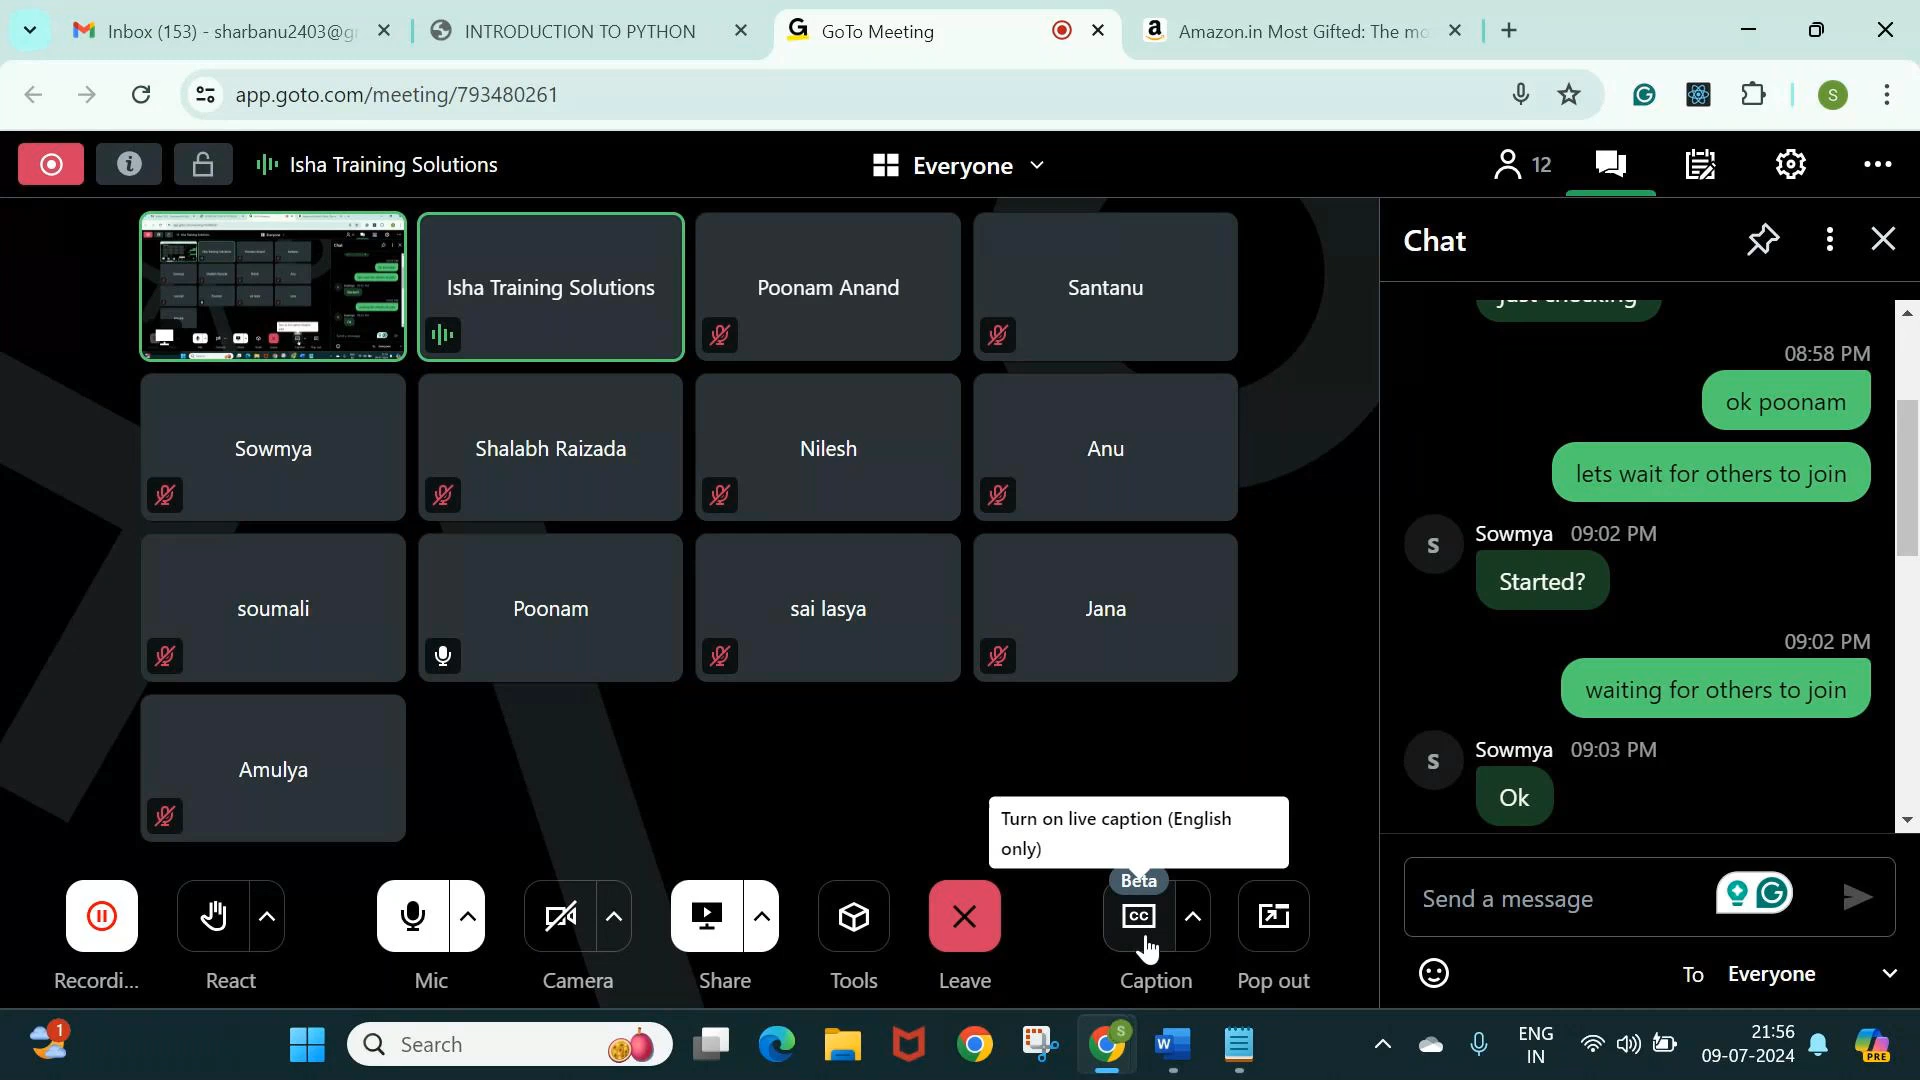 Inbox (153) - sharbanu2403@g
INTRODUCTION TO PYTHON
GoTo Meeting
Amazon.in Most Gifted: The mo
app.goto.com/meeting/793480261
S
Isha Training Solutions
Everyone
12
Chat
Isha Training Solutions
Poonam Anand
Santanu
Sowmya
Shalabh Raizada
Nilesh
Anu
soumali
Poonam
sai lasya
Jana
Amulya
just checking
08:58 PM
ok poonam
lets wait for others to join
S
Sowmya 09:02 PM
Started?
09:02 PM
waiting for others to join
S
Sowmya 09:03 PM
Ok
Turn on live caption (English
only)
Beta
CC
Recordi...
React
Mic
Camera
Share
Tools
Leave
Caption
Pop out
Send a message
To Everyone
1
Search
S
ENG
IN
21:56
09-07-2024
PRE